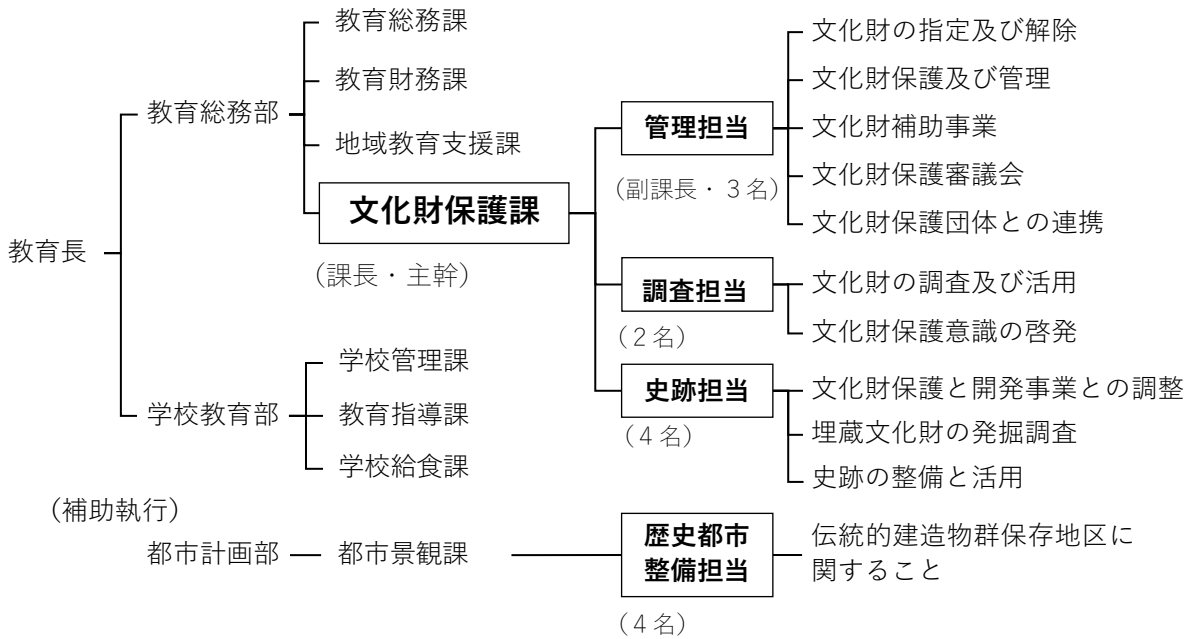 教育長
教育総務部
教育総務課
教育財務課
地域教育支援課
文化財保護課
（課長・主幹）
管理担当
（副課長・３名）
文化財の指定及び解除
文化財保護及び管理
文化財補助事業
文化財保護審議会
文化財保護団体との連携
調査担当
（２名）
文化財の調査及び活用
文化財保護意識の啓発
史跡担当
（４名）
文化財保護と開発事業との調整
埋蔵文化財の発掘調査
史跡の整備と活用
学校教育部
学校管理課
教育指導課
学校給食課
（補助執行）
都市計画部
都市景観課
歴史都市
整備担当
（４名）
伝統的建造物群保存地区に
関すること